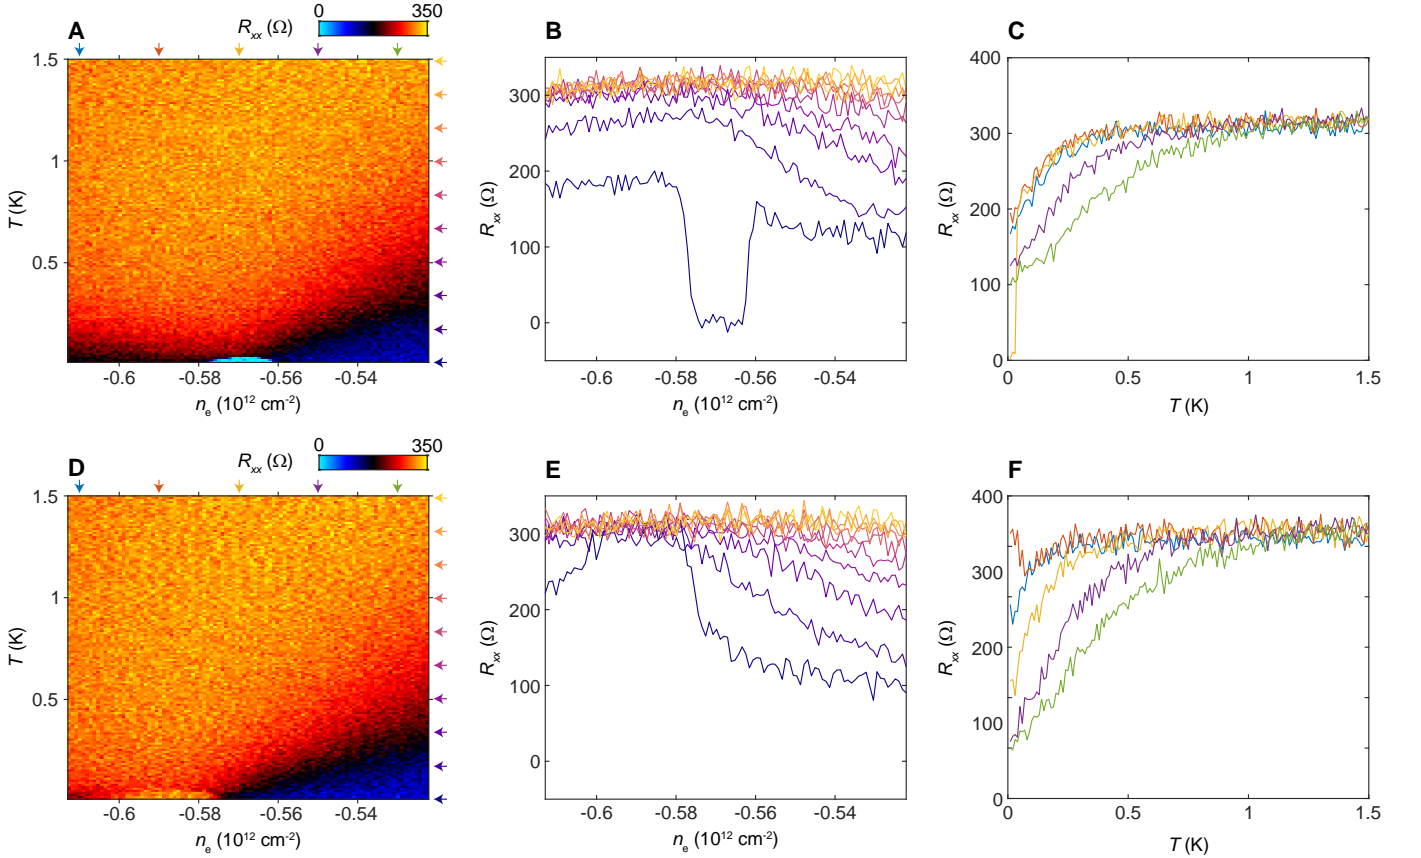 A
R_xx (Ω)
0 350
1.5
1
0.5
T (K)
-0.6 -0.58 -0.56 -0.54
n_e (10^12 cm^-2)
B
300
200
100
0
R_xx (Ω)
-0.6 -0.58 -0.56 -0.54
n_e (10^12 cm^-2)
C
400
300
200
100
0
R_xx (Ω)
0 0.5 1 1.5
T (K)
D
R_xx (Ω)
0 350
1.5
1
0.5
T (K)
-0.6 -0.58 -0.56 -0.54
n_e (10^12 cm^-2)
E
300
200
100
0
R_xx (Ω)
-0.6 -0.58 -0.56 -0.54
n_e (10^12 cm^-2)
F
400
300
200
100
0
R_xx (Ω)
0 0.5 1 1.5
T (K)